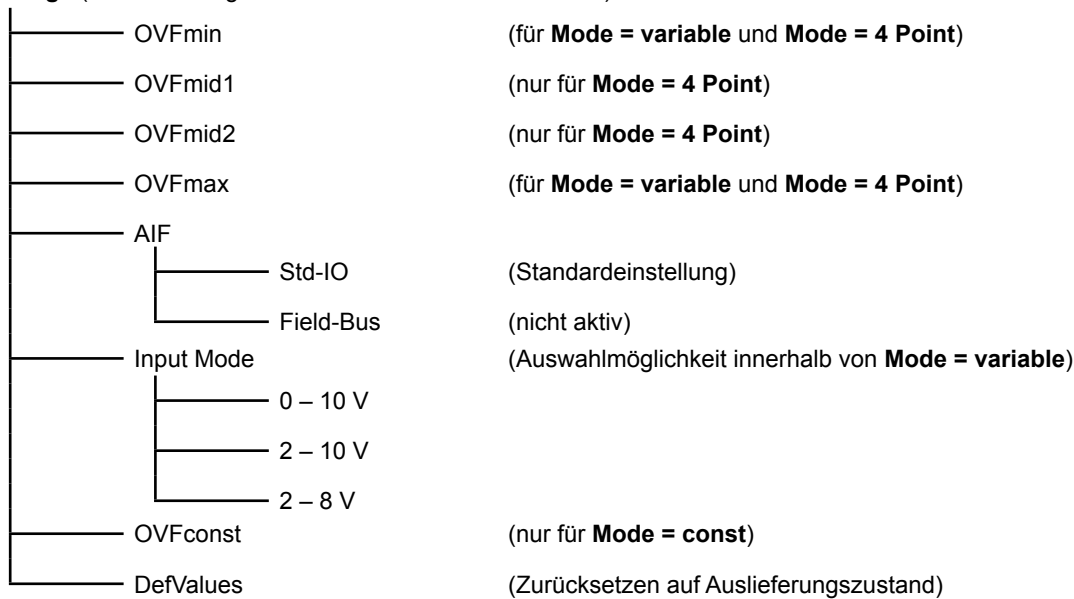 OVFmin (für Mode = variable und Mode = 4 Point)
OVFmid1 (nur für Mode = 4 Point)
OVFmid2 (nur für Mode = 4 Point)
OVFmax (für Mode = variable und Mode = 4 Point)
AIF
Std-IO (Standardeinstellung)
Field-Bus (nicht aktiv)
Input Mode (Auswahlmöglichkeit innerhalb von Mode = variable)
0 – 10 V
2 – 10 V
2 – 8 V
OVFconst (nur für Mode = const)
DefValues (Zurücksetzen auf Auslieferungszustand)